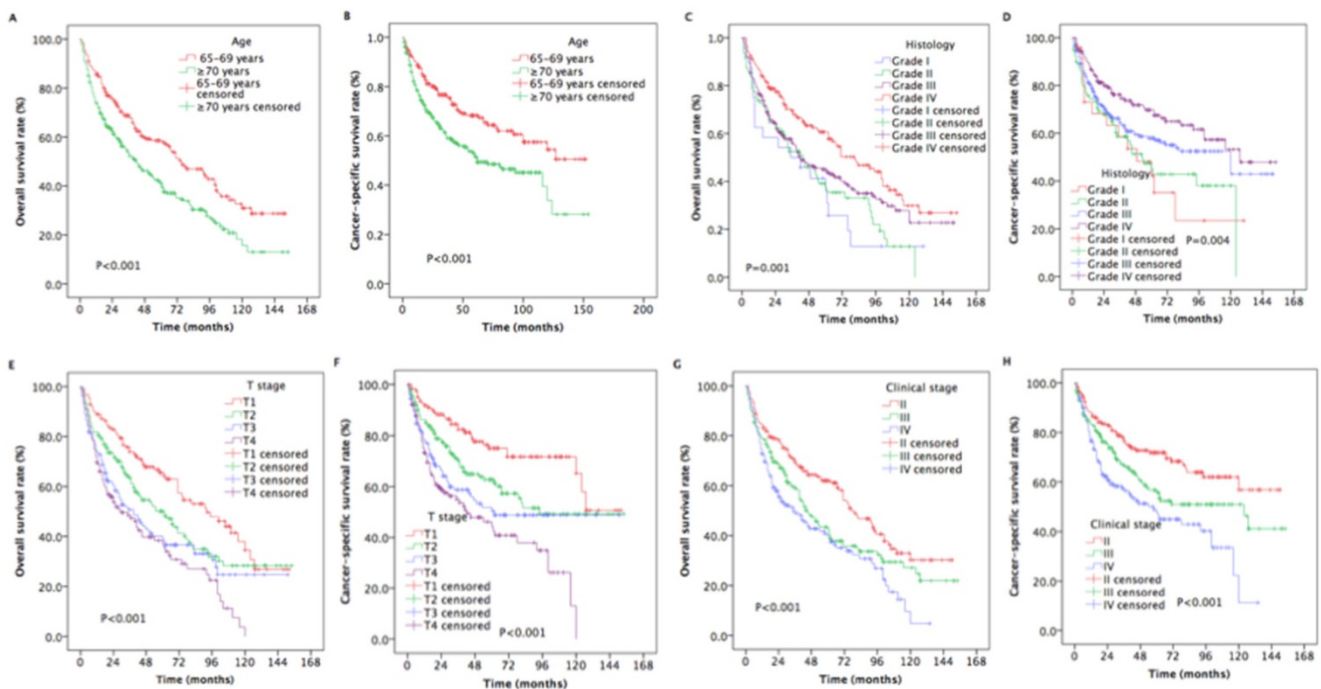 A
Overall survival rate (%)
100.0
80.0
60.0
40.0
20.0
0.0
Age
65-69 years
≥70 years
65-69 years
censored
≥70 years censored
P<0.001
0 24 48 72 96 120 144 168
Time (months)
B
Cancer-specific survival rate (%)
1.0
0.8
0.6
0.4
0.2
0.0
Age
65-69 years
≥70 years
65-69 years censored
≥70 years censored
P<0.001
0 50 100 150 200
Time (months)
C
Overall survival rate (%)
1.0
0.8
0.6
0.4
0.2
0.0
Histology
Grade I
Grade II
Grade III
Grade IV
Grade I censored
Grade II censored
Grade III censored
Grade IV censored
P=0.001
0 24 48 72 96 120 144 168
Time (months)
D
Cancer-specific survival rate (%)
100.0
80.0
60.0
40.0
20.0
0.0
Histology
Grade I
Grade II
Grade III
Grade IV
Grade I censored
Grade II censored
Grade III censored
Grade IV censored
P=0.004
0 24 48 72 96 120 144 168
Time (months)
E
Overall survival rate (%)
100.0
80.0
60.0
40.0
20.0
0.0
T stage
T1
T2
T3
T4
T1 censored
T2 censored
T3 censored
T4 censored
P<0.001
0 24 48 72 96 120 144 168
Time (months)
F
Cancer-specific survival rate (%)
100.0
80.0
60.0
40.0
20.0
0.0
T stage
T1
T2
T3
T4
T1 censored
T2 censored
T3 censored
T4 censored
P<0.001
0 24 48 72 96 120 144 168
Time (months)
G
Overall survival rate (%)
100.0
80.0
60.0
40.0
20.0
0.0
Clinical stage
II
III
IV
II censored
III censored
IV censored
P<0.001
0 24 48 72 96 120 144 168
Time (months)
H
Cancer-specific survival rate (%)
100.0
80.0
60.0
40.0
20.0
0.0
Clinical stage
II
III
IV
II censored
III censored
IV censored
P<0.001
0 24 48 72 96 120 144 168
Time (months)